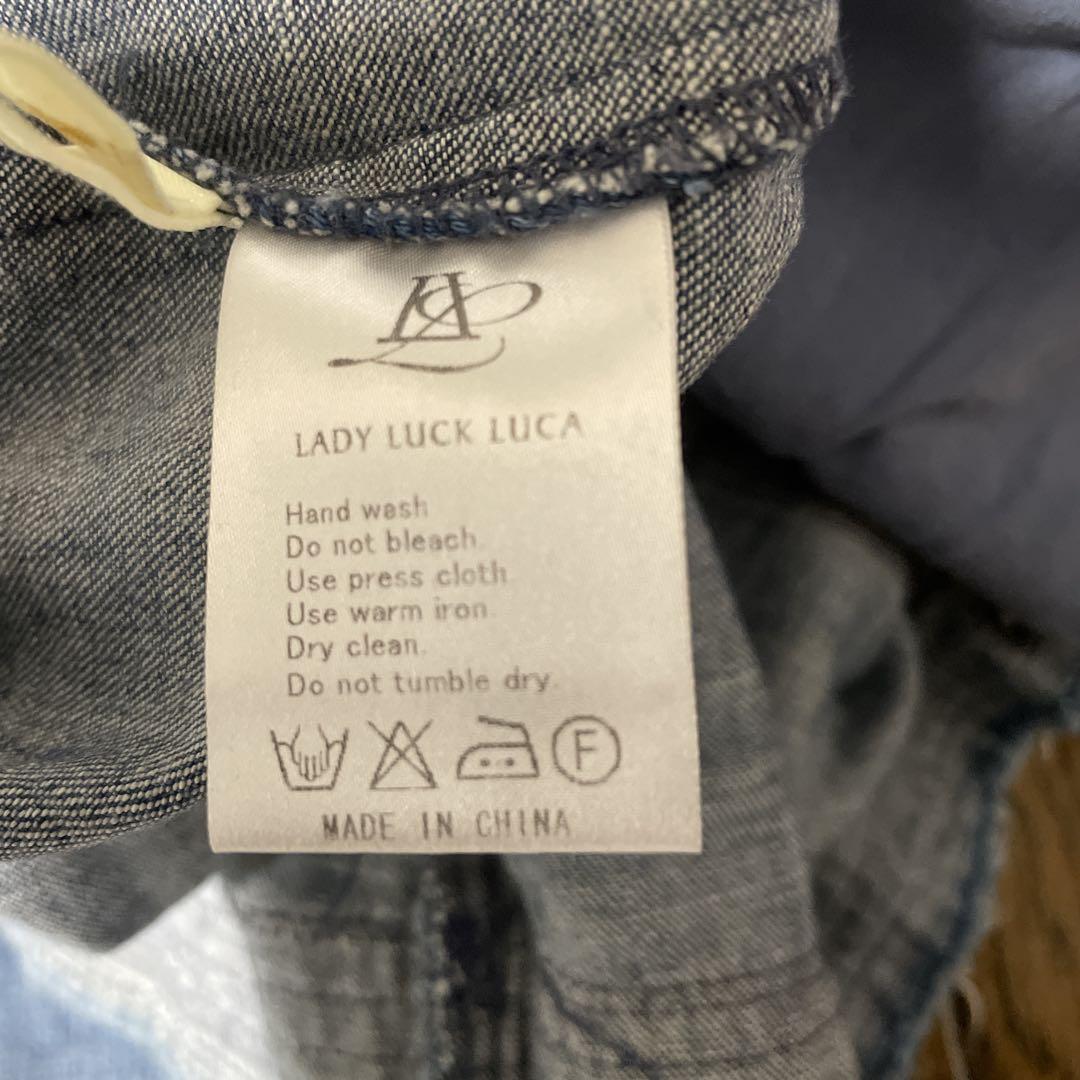 LADY LUCK LUCA
Hand wash
Do not bleach.
Use press cloth.
Use warm iron.
Dry clean.
Do not tumble dry.
F
MADE IN CHINA